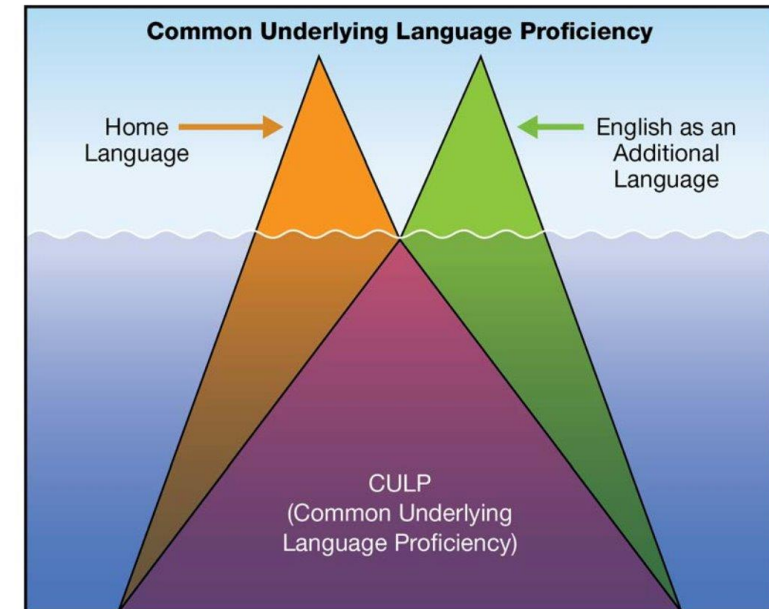 Common Underlying Language Proficiency
Home
Language
English as an
Additional
Language
CULP
(Common Underlying
Language Proficiency)